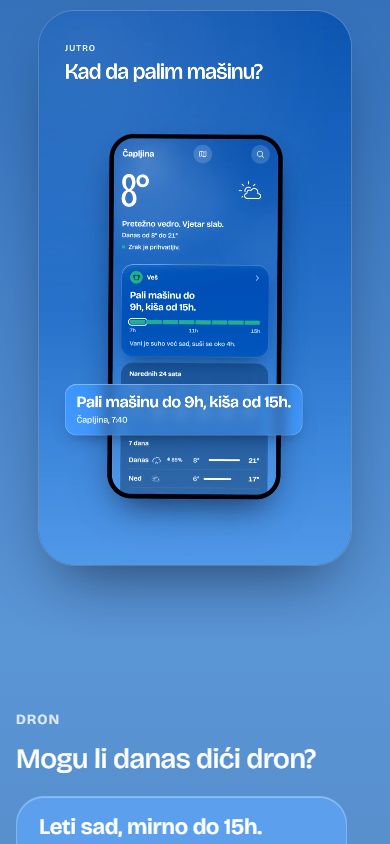 JUTRO
Kad da palim mašinu?
Čapljina
8°
Pretežno vedro. Vjetar slab.
Danas od 8° do 21°
Zrak je prihvatljiv.
Veš
Pali mašinu do
9h, kiša od 15h.
7h 11h 15h
Vani je suho već sad, suši se oko 4h.
Narednih 24 sata
Pali mašinu do 9h, kiša od 15h.
Čapljina, 7:40
7 dana
Danas 85% 8° 21°
Ned 6° 17°
DRON
Mogu li danas dići dron?
Leti sad, mirno do 15h.